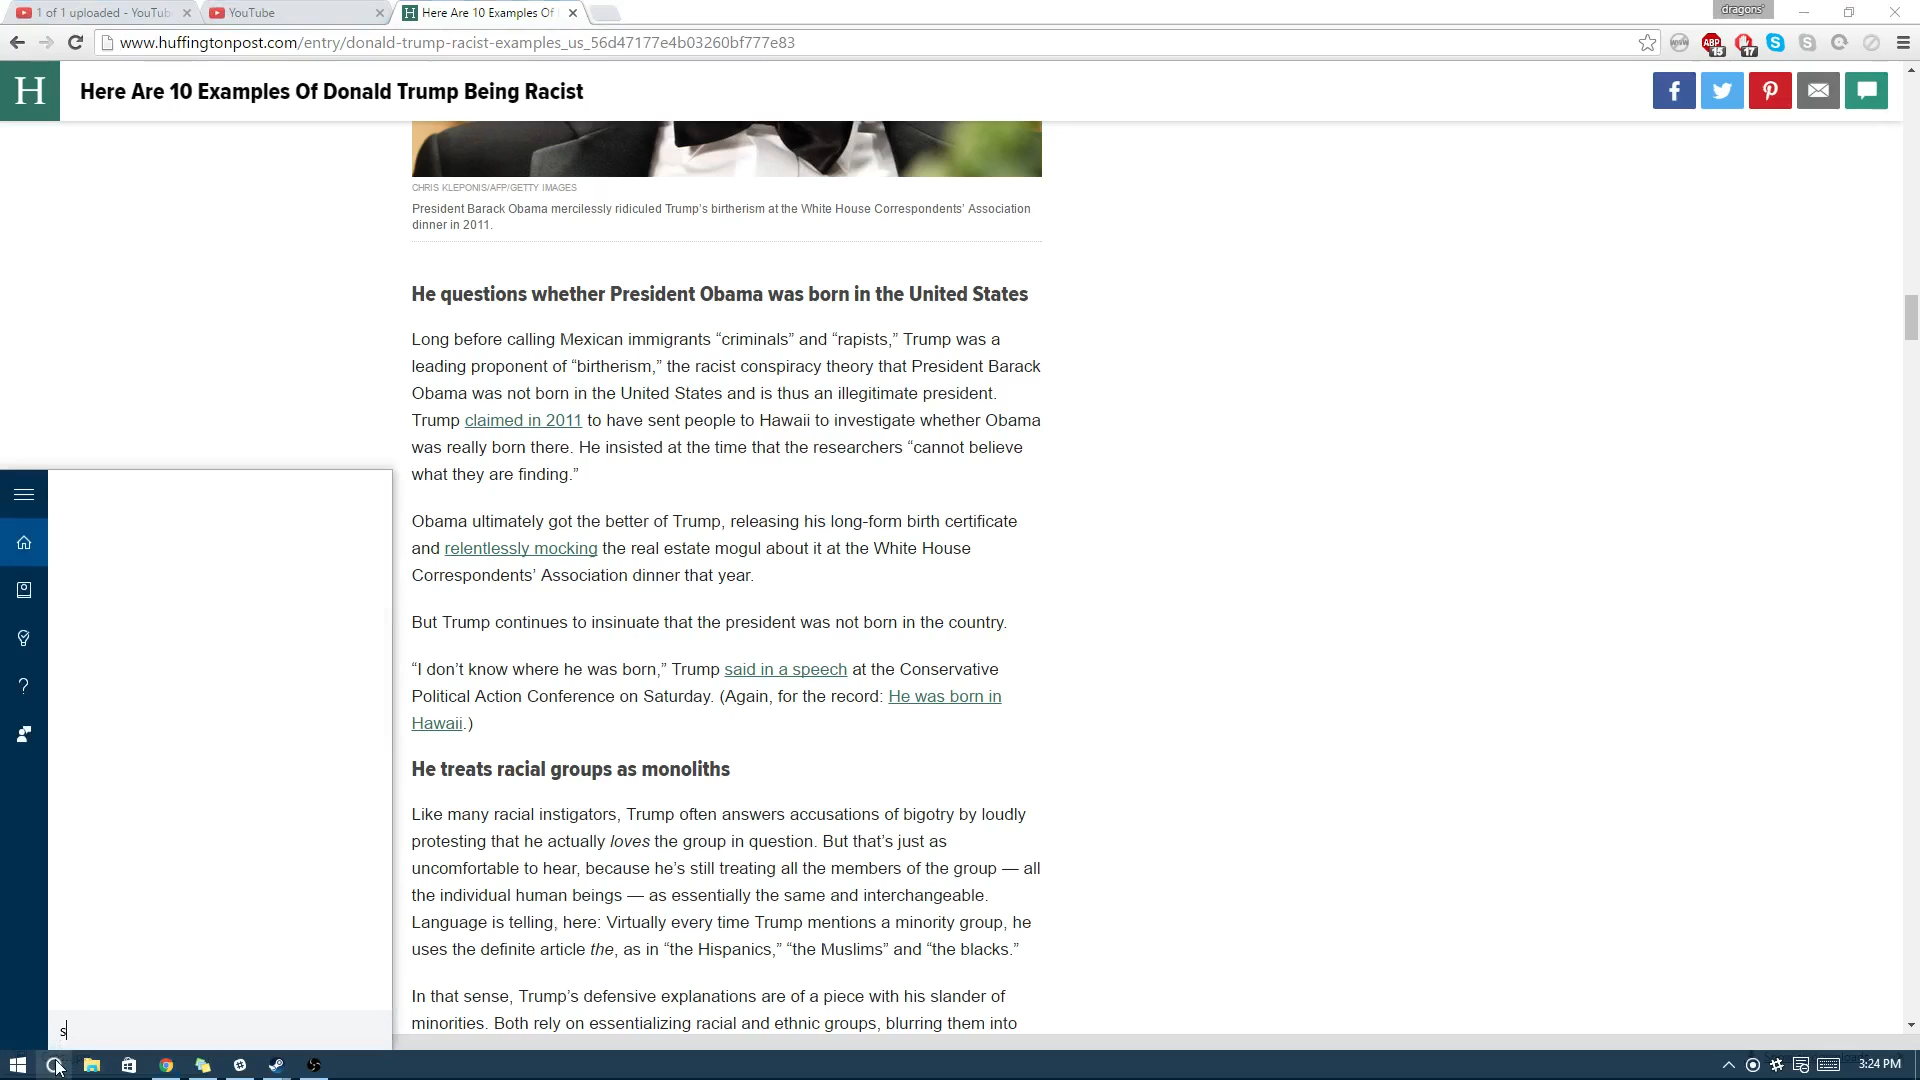 1 of 1 uploaded - YouTub
YouTube
Here Are 10 Examples Of
dragons'
www.huffingtonpost.com/entry/donald-trump-racist-examples_us_56d47177e4b03260bf777e83
ABP
15
17
H
Here Are 10 Examples Of Donald Trump Being Racist
CHRIS KLEPONIS/AFP/GETTY IMAGES
President Barack Obama mercilessly ridiculed Trump's birtherism at the White House Correspondents' Association
dinner in 2011.
He questions whether President Obama was born in the United States
Long before calling Mexican immigrants “criminals” and “rapists,” Trump was a
leading proponent of “birtherism,” the racist conspiracy theory that President Barack
Obama was not born in the United States and is thus an illegitimate president.
Trump claimed in 2011 to have sent people to Hawaii to investigate whether Obama
was really born there. He insisted at the time that the researchers “cannot believe
what they are finding.”
Obama ultimately got the better of Trump, releasing his long-form birth certificate
and relentlessly mocking the real estate mogul about it at the White House
Correspondents’ Association dinner that year.
But Trump continues to insinuate that the president was not born in the country.
“I don’t know where he was born,” Trump said in a speech at the Conservative
Political Action Conference on Saturday. (Again, for the record: He was born in
Hawaii.)
He treats racial groups as monoliths
Like many racial instigators, Trump often answers accusations of bigotry by loudly
protesting that he actually loves the group in question. But that’s just as
uncomfortable to hear, because he’s still treating all the members of the group — all
the individual human beings — as essentially the same and interchangeable.
Language is telling, here: Virtually every time Trump mentions a minority group, he
uses the definite article the, as in “the Hispanics,” “the Muslims” and “the blacks.”
In that sense, Trump’s defensive explanations are of a piece with his slander of
minorities. Both rely on essentializing racial and ethnic groups, blurring them into
s
3:24 PM